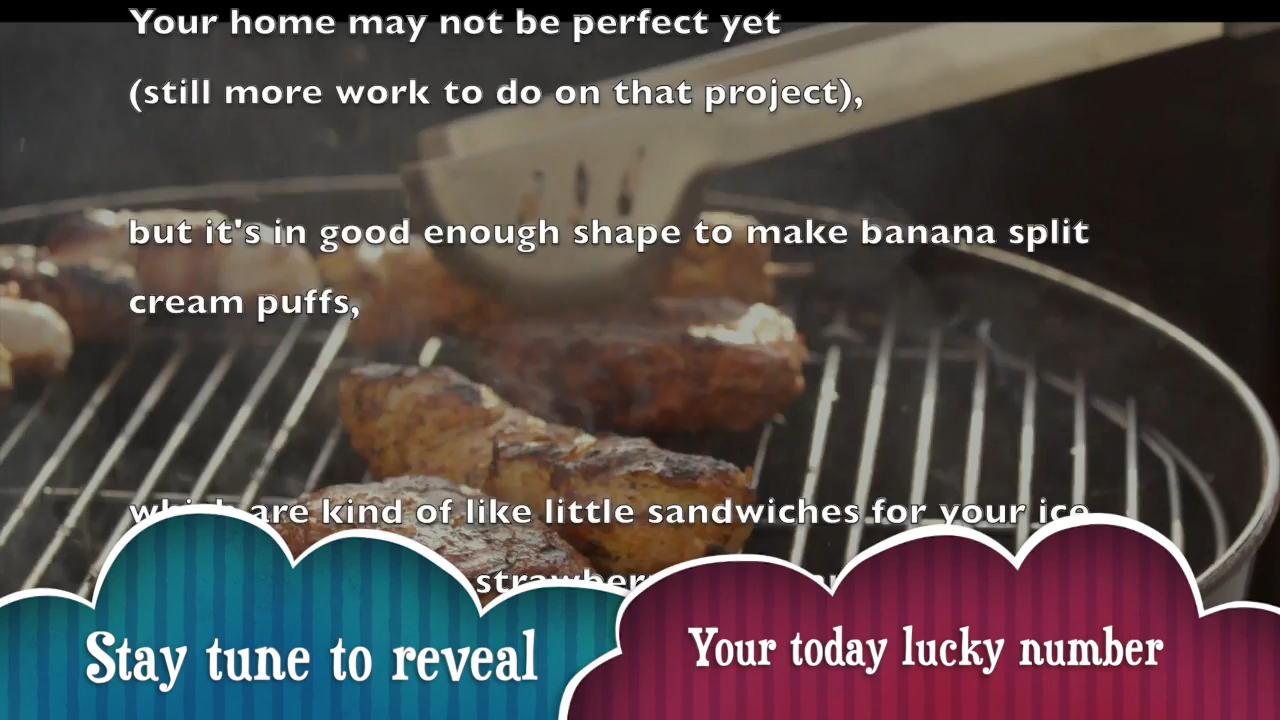 Your home may not be perfect yet
(still more work to do on that project),
but it's in good enough shape to make banana split
cream puffs,
which are kind of like little sandwiches for your ice
Stay tune to reveal
Your today lucky number